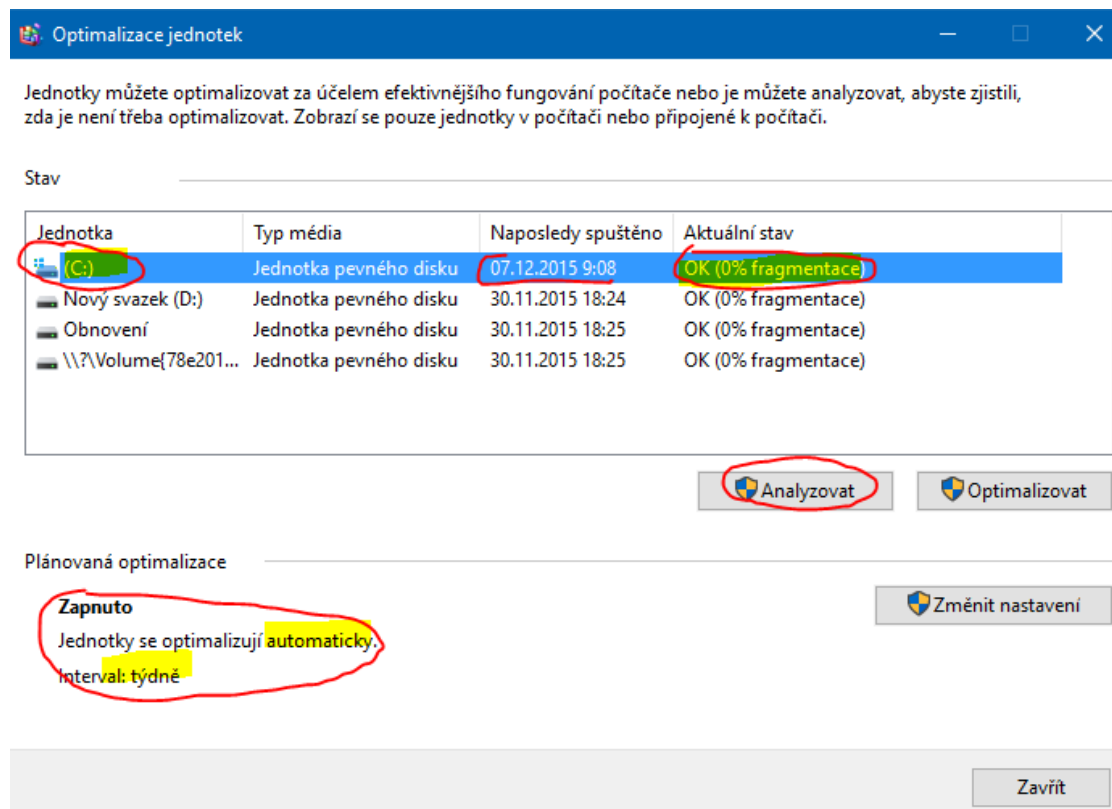 Optimalizace jednotek
Jednotky můžete optimalizovat za účelem efektivnějšího fungování počítače nebo je můžete analyzovat, abyste zjistili,
zda je není třeba optimalizovat. Zobrazí se pouze jednotky v počítači nebo připojené k počítači.
Stav
Jednotka Typ média Naposledy spuštěno Aktuální stav
(C:) Jednotka pevného disku 07.12.2015 9:08 OK (0% fragmentace)
Nový svazek (D:) Jednotka pevného disku 30.11.2015 18:24 OK (0% fragmentace)
Obnovení Jednotka pevného disku 30.11.2015 18:25 OK (0% fragmentace)
\\?\Volume{78e201... Jednotka pevného disku 30.11.2015 18:25 OK (0% fragmentace)
Analyzovat Optimalizovat
Plánovaná optimalizace
Zapnuto Změnit nastavení
Jednotky se optimalizují automaticky.
Interval: týdně
Zavřít